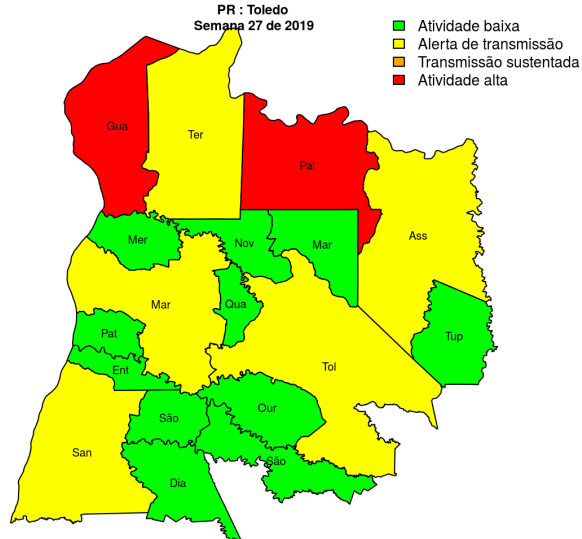 PR : Toledo
Semana 27 de 2019
Atividade baixa
Alerta de transmissão
Transmissão sustentada
Atividade alta
Gua
Ter
Pal
Ass
Mer
Nov
Mar
Mar
Qua
Pat
Tup
Ent
Tol
São
Our
San
São
Dia